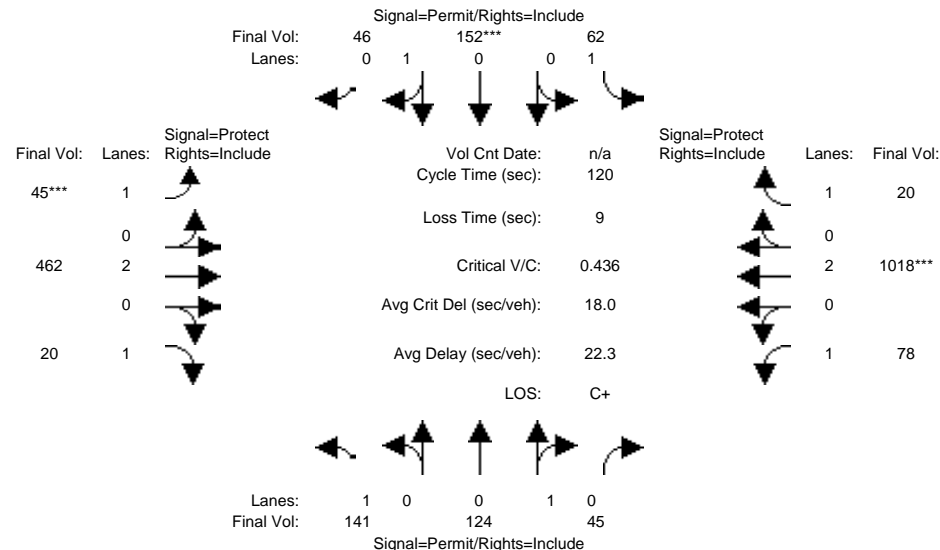 Signal=Permit/Rights=Include
Final Vol: 46 152*** 62
Lanes: 0 1 0 0 1
Signal=Protect Signal=Protect
Final Vol: Lanes: Rights=Include Vol Cnt Date: n/a Rights=Include Lanes: Final Vol:
Cycle Time (sec): 120
45*** 1 1 20
Loss Time (sec): 9
0 0
462 2 Critical V/C: 0.436 2 1018***
0 Avg Crit Del (sec/veh): 18.0 0
20 1 Avg Delay (sec/veh): 22.3 1 78
LOS: C+
Lanes: 1 0 0 1 0
Final Vol: 141 124 45
Signal=Permit/Rights=Include